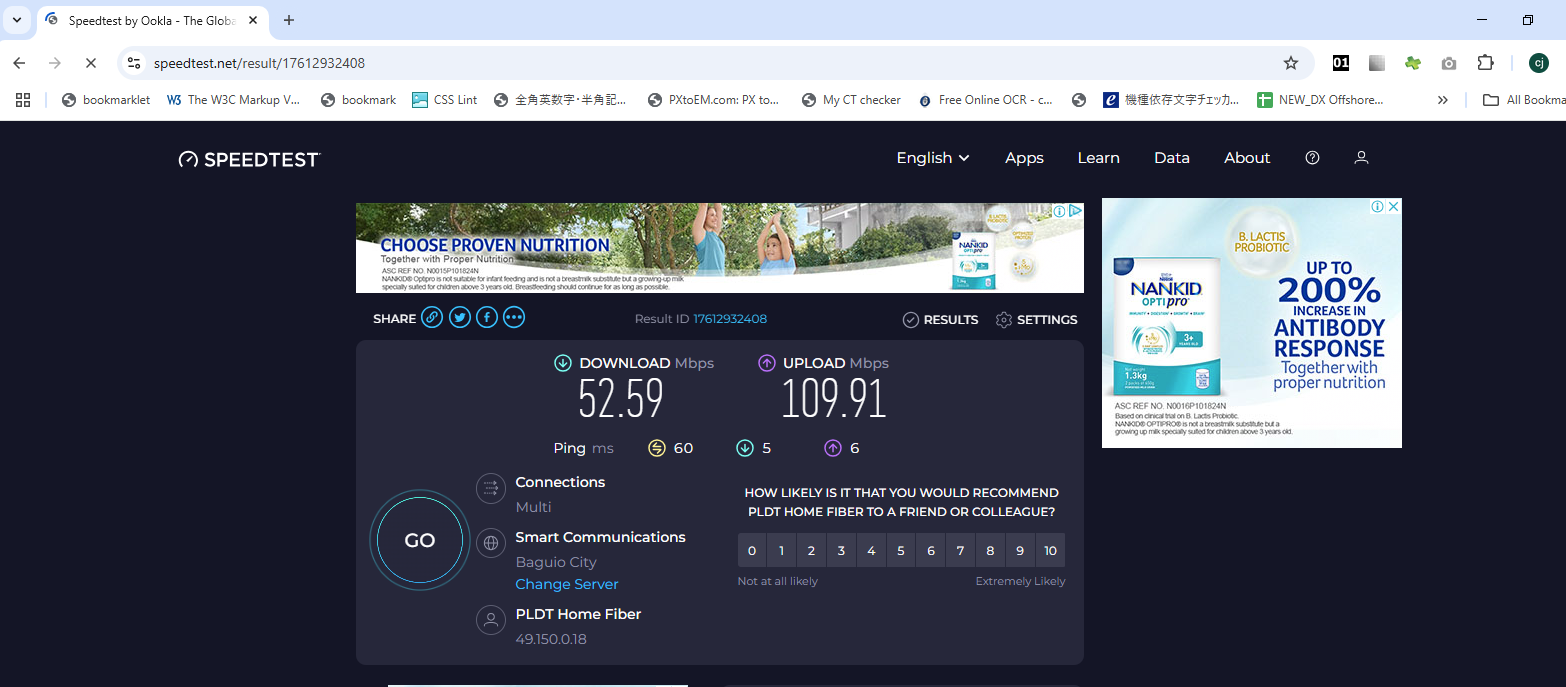 Speedtest by Ookla - The Globa
speedtest.net/result/17612932408
bookmarklet
The W3C Markup V...
bookmark
CSS Lint
全角英数字・半角記...
PXtoEM.com: PX to...
My CT checker
Free Online OCR - c...
機種依存文字ﾁｪｯｶ...
NEW_DX Offshore...
All Bookma
01
cj
SPEEDTEST
English
Apps
Learn
Data
About
CHOOSE PROVEN NUTRITION
Together with Proper Nutrition
ASC REF NO. N0015P101824N
NANKID® Optipro is not suitable for infant feeding and is not a breastmilk substitute but a growing-up milk
specially suited for children above 3 years old. Breastfeeding should continue for as long as possible.
B. LACTIS
PROBIOTIC
OPTIMIZED
PROTEIN
NANKID
OPTIpro
SHARE
Result ID 17612932408
RESULTS
SETTINGS
DOWNLOAD Mbps
52.59
UPLOAD Mbps
109.91
Ping ms
60
5
6
GO
Connections
Multi
Smart Communications
Baguio City
Change Server
PLDT Home Fiber
49.150.0.18
HOW LIKELY IS IT THAT YOU WOULD RECOMMEND
PLDT HOME FIBER TO A FRIEND OR COLLEAGUE?
0 1 2 3 4 5 6 7 8 9 10
Not at all likely
Extremely Likely
B. LACTIS
PROBIOTIC
Nestlé
NANKID
OPTIpro
3+
YEARS OLD
1.3kg
UP TO
200%
INCREASE IN
ANTIBODY
RESPONSE
Together with
proper nutrition
ASC REF NO. N0016P101824N
Based on clinical trial on B. Lactis Probiotic.
NANKID® OPTIPRO® is not a breastmilk substitute but a
growing up milk specially suited for children above 3 years old.